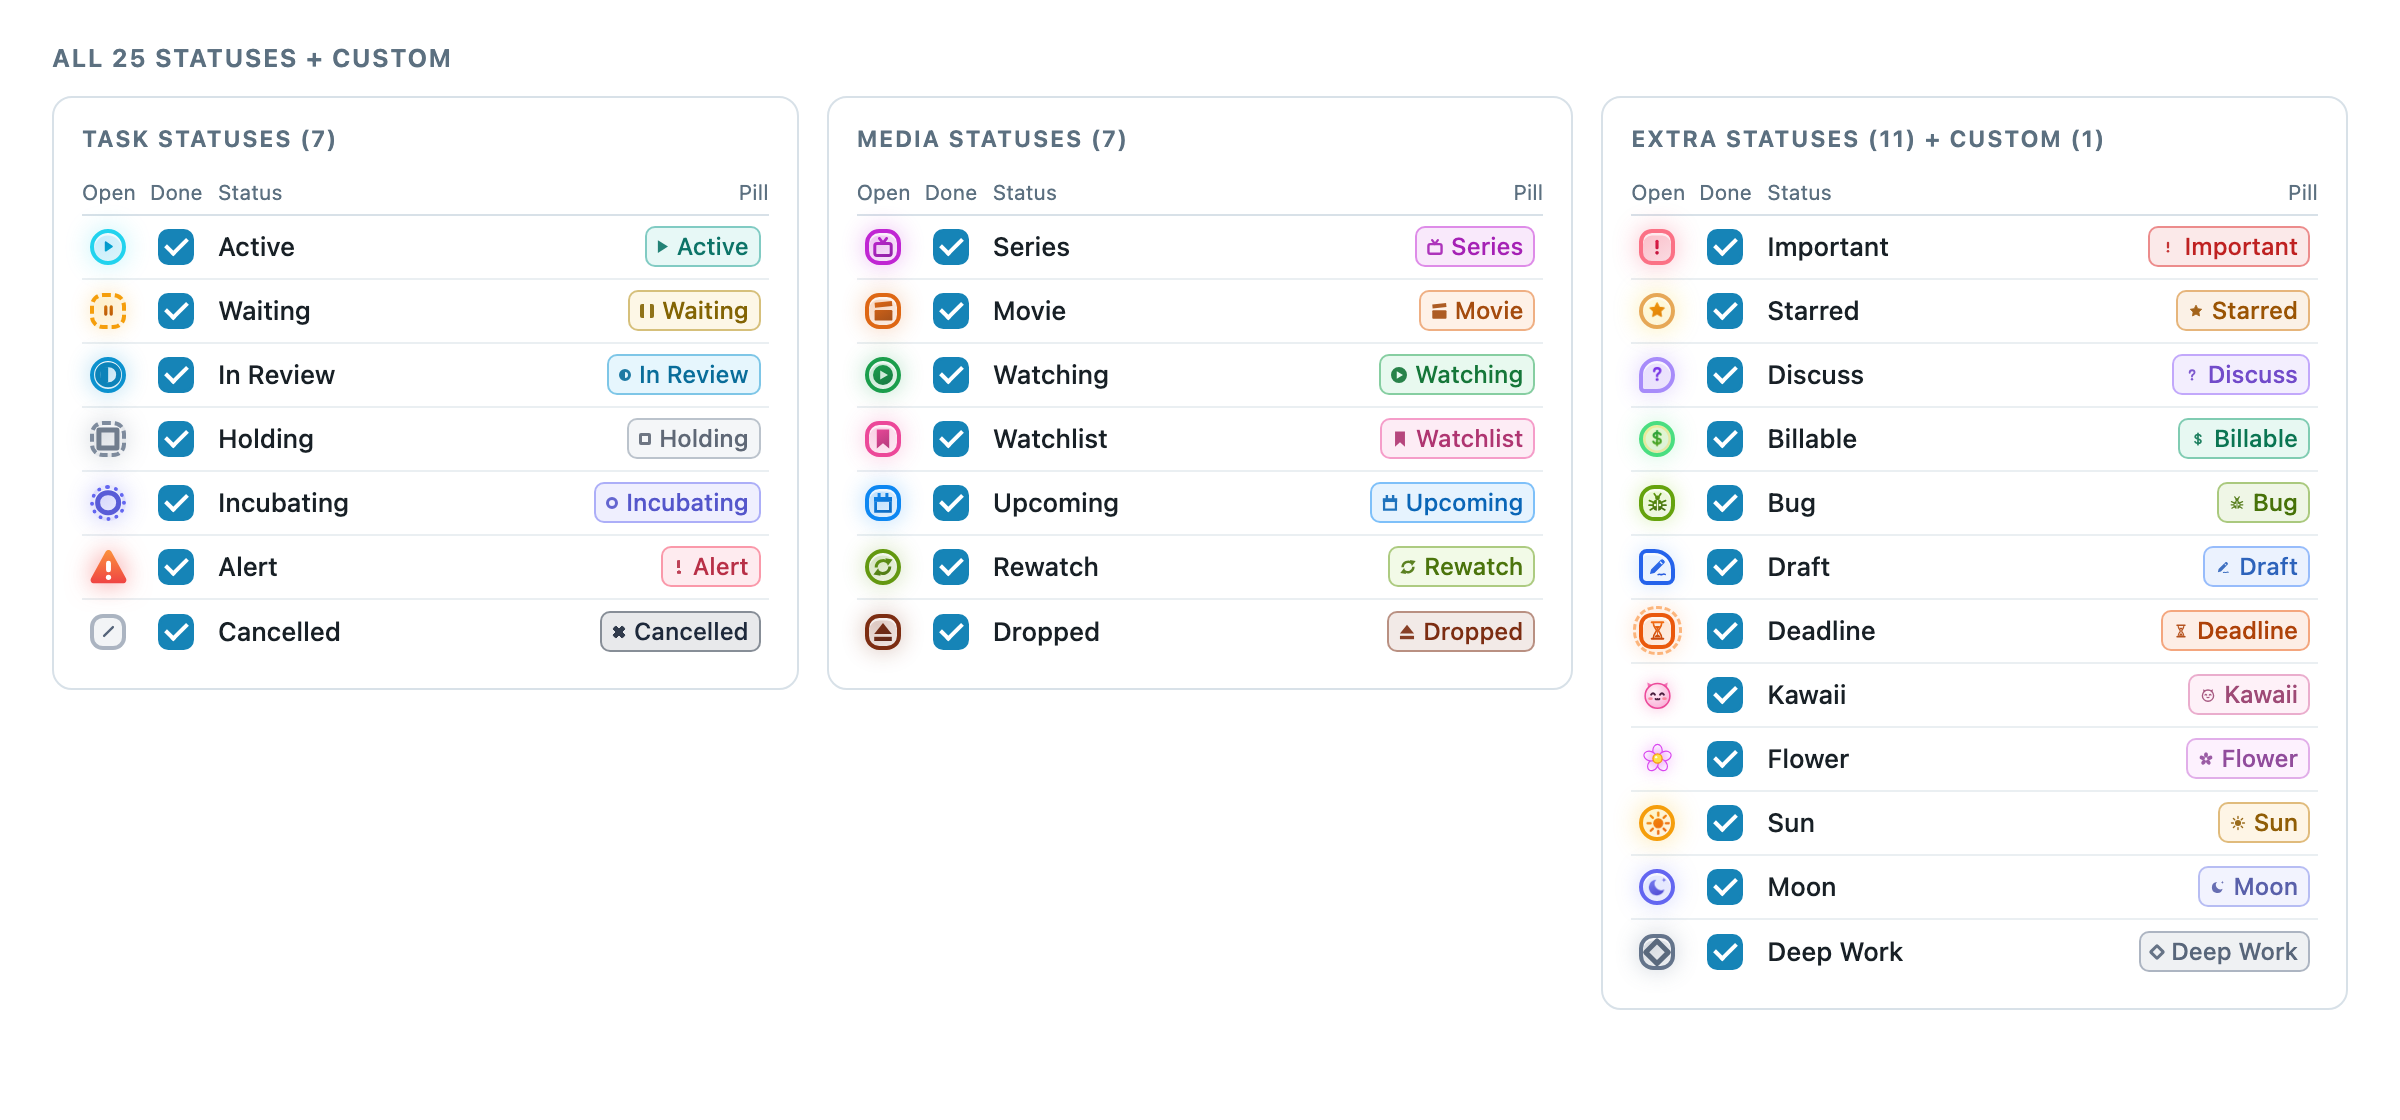 ALL 25 STATUSES + CUSTOM
TASK STATUSES (7)
Open Done Status Pill
Active Active
Waiting Waiting
In Review In Review
Holding Holding
Incubating Incubating
Alert Alert
Cancelled Cancelled
MEDIA STATUSES (7)
Open Done Status Pill
Series Series
Movie Movie
Watching Watching
Watchlist Watchlist
Upcoming Upcoming
Rewatch Rewatch
Dropped Dropped
EXTRA STATUSES (11) + CUSTOM (1)
Open Done Status Pill
! Important ! Important
Starred Starred
? Discuss ? Discuss
$ Billable $ Billable
Bug Bug
Draft Draft
Deadline Deadline
Kawaii Kawaii
Flower Flower
Sun Sun
Moon Moon
Deep Work Deep Work